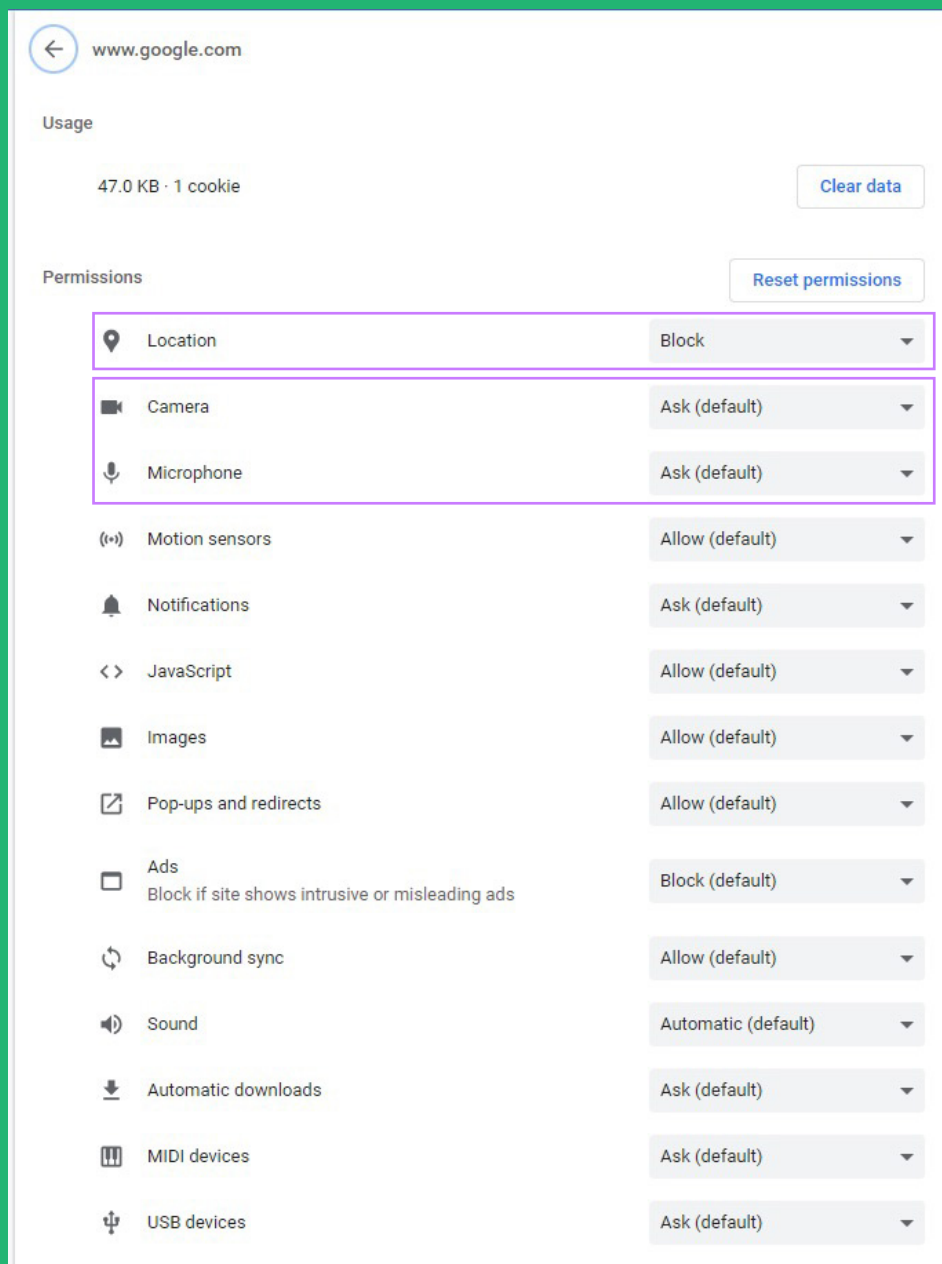 www.google.com
Usage
47.0 KB · 1 cookie
Clear data
Permissions
Reset permissions
Location
Block
Camera
Ask (default)
Microphone
Ask (default)
Motion sensors
Allow (default)
Notifications
Ask (default)
JavaScript
Allow (default)
Images
Allow (default)
Pop-ups and redirects
Allow (default)
Ads
Block if site shows intrusive or misleading ads
Block (default)
Background sync
Allow (default)
Sound
Automatic (default)
Automatic downloads
Ask (default)
MIDI devices
Ask (default)
USB devices
Ask (default)